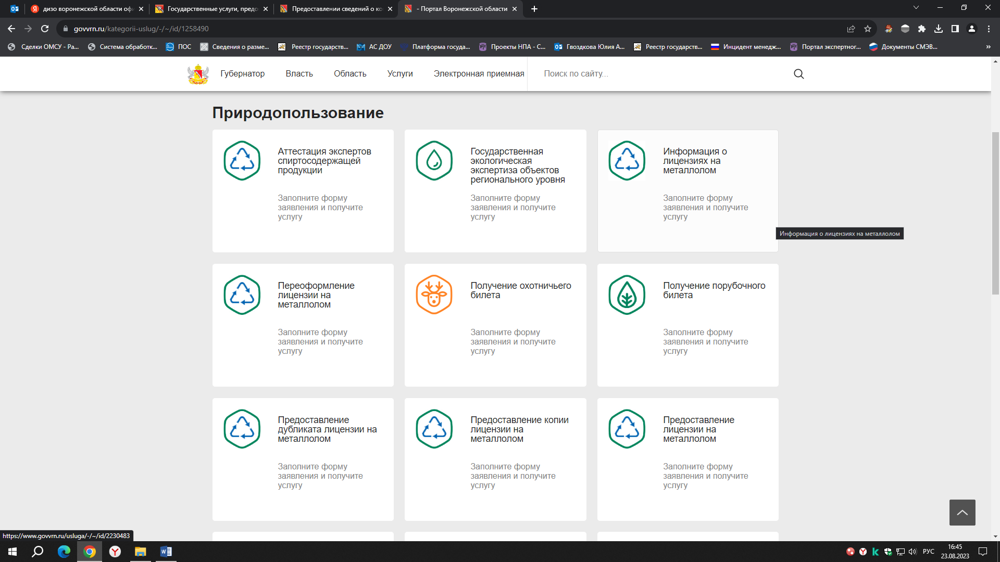 дизо воронежской области офи
Государственные услуги, предо
Предоставлении сведений о ко
- Портал Воронежской области
govvrn.ru/kategorii-uslug/-/~/id/1258490
Сделки ОМСУ - Ра...
Система обработк...
ПОС
Сведения о разме...
Реестр государств...
АС ДОУ
Платформа госуда...
Проекты НПА - С...
Гвоздкова Юлия А...
Реестр государств...
Инцидент менедж...
Портал экспертног...
Документы СМЭВ...
»
Губернатор
Власть
Область
Услуги
Электронная приемная
Поиск по сайту...
Природопользование
Аттестация экспертов
спиртосодержащей
продукции
Заполните форму
заявления и получите
услугу
Государственная
экологическая
экспертиза объектов
регионального уровня
Заполните форму
заявления и получите
услугу
Информация о
лицензиях на
металлолом
Заполните форму
заявления и получите
услугу
Информация о лицензиях на металлолом
Переоформление
лицензии на
металлолом
Заполните форму
заявления и получите
услугу
Получение охотничьего
билета
Заполните форму
заявления и получите
услугу
Получение порубочного
билета
Заполните форму
заявления и получите
услугу
Предоставление
дубликата лицензии на
металлолом
Заполните форму
заявления и получите
услугу
Предоставление копии
лицензии на
металлолом
Заполните форму
заявления и получите
услугу
Предоставление
лицензии на
металлолом
Заполните форму
заявления и получите
услугу
https://www.govvrn.ru/usluga/-/~/id/2230483
РУС
16:45
23.08.2023